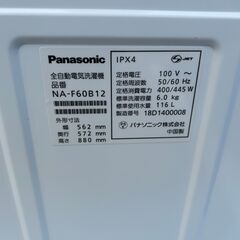 Panasonic
全自動電気洗濯機
品番
NA-F60B12
外形寸法
幅 562 mm
奥行 572 mm
高さ 880 mm
IPX4
JET
定格電圧 100 V～
定格周波数 50/60 Hz
定格消費電力 400/445 W
標準使用水量 116 L
標準洗濯容量 6.0 kg
製造番号 18D1400008
パナソニック株式会社
中国製